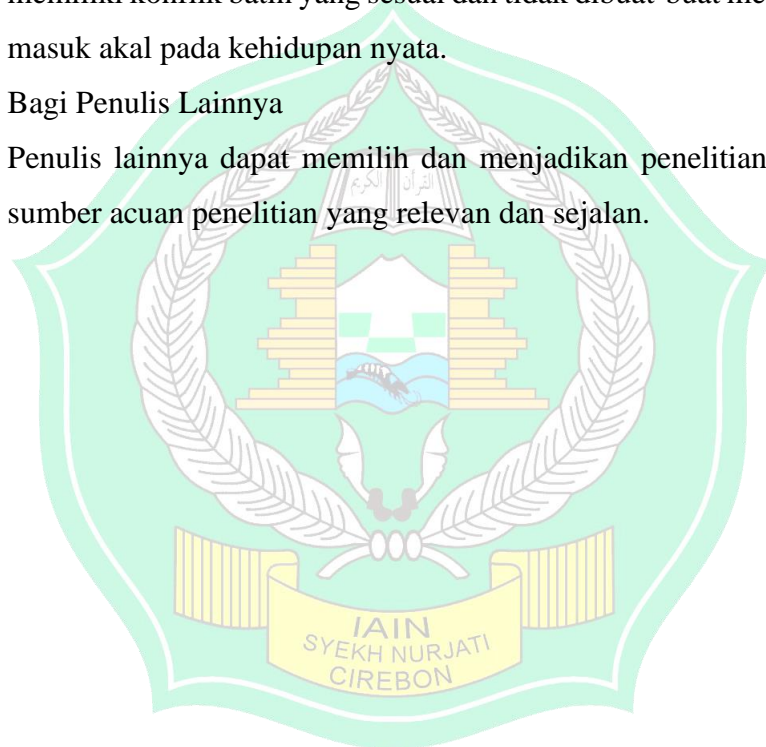 memiliki konflik batin yang sesuai dan tidak dibuat-buat
masuk akal pada kehidupan nyata.
Bagi Penulis Lainnya
Penulis lainnya dapat memilih dan menjadikan penelitian
sumber acuan penelitian yang relevan dan sejalan.
القرآن الكريم
IAIN
SYEKH NURJATI
CIREBON